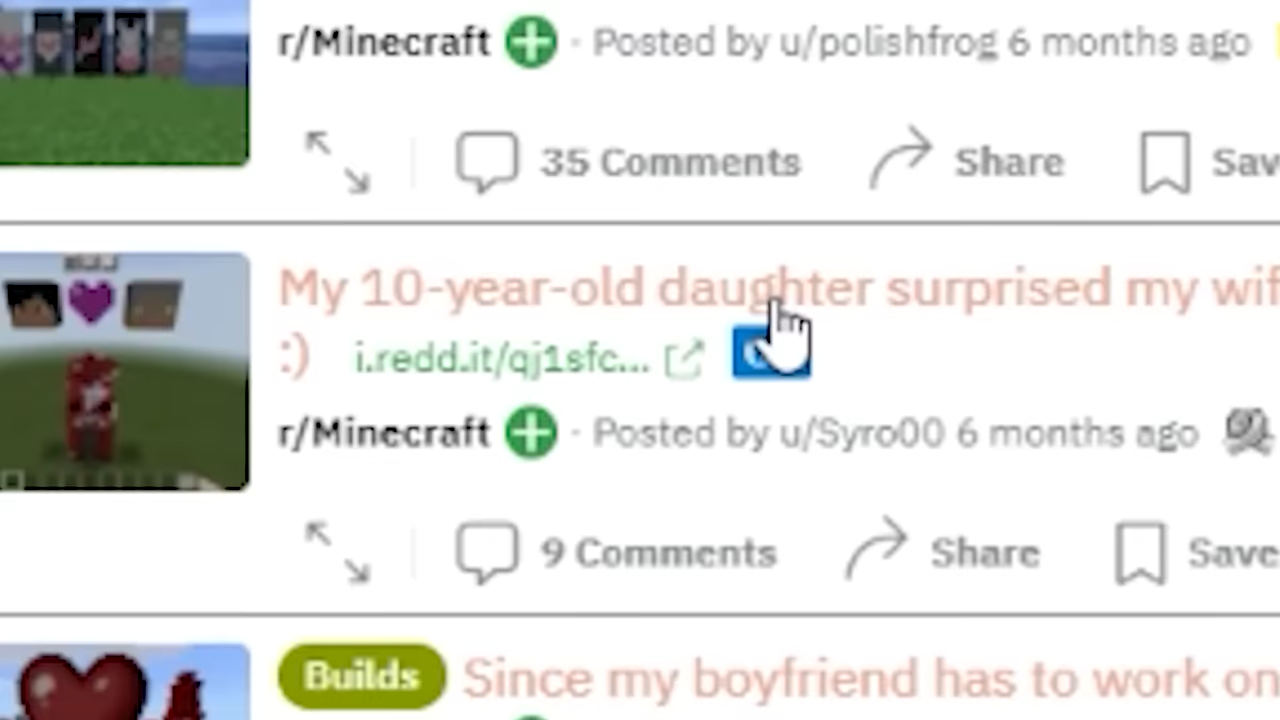 r/Minecraft · Posted by u/polishfrog 6 months ago
35 Comments Share Sav
My 10-year-old daughter surprised my wif
:) i.redd.it/qj1sfc...
r/Minecraft · Posted by u/Syro00 6 months ago
9 Comments Share Save
Builds Since my boyfriend has to work on